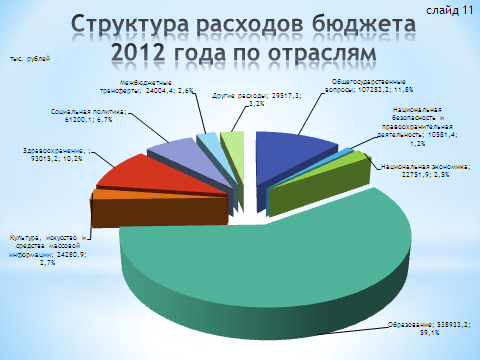 слайд 11
Структура расходов бюджета
2012 года по отраслям
тыс. рублей
Межбюджетные
трансферты; 24004,4; 2,6%
Другие расходы; 29517,3;
3,2%
Общегосударственные
вопросы; 107282,2; 11,8%
Национальная
безопасность и
правоохранительная
деятельность; 10581,4;
1,2%
Национальная экономика;
22751,9; 2,5%
Образование; 538933,2;
59,1%
Культура, искусство и
средства массовой
информации; 24280,9;
2,7%
Здравоохранение, ;
93015,2; 10,2%
Социальная политика;
61200,1; 6,7%